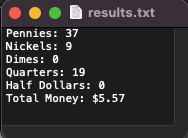 results.txt
Pennies: 37
Nickels: 9
Dimes: 0
Quarters: 19
Half Dollars: 0
Total Money: $5.57